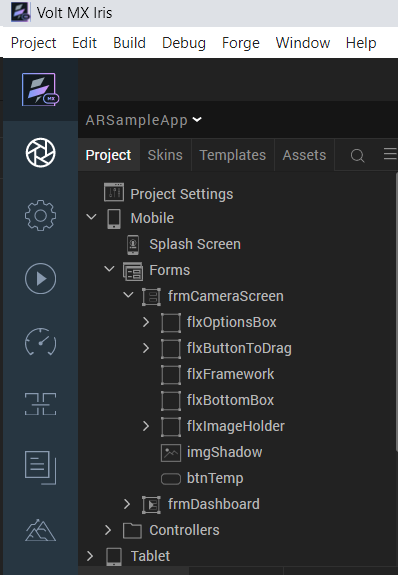 Volt MX Iris
Project Edit Build Debug Forge Window Help
MX
ARSampleApp
Project Skins Templates Assets
Project Settings
Mobile
Splash Screen
Forms
frmCameraScreen
flxOptionsBox
flxButtonToDrag
flxFramework
flxBottomBox
flxImageHolder
imgShadow
btnTemp
frmDashboard
Controllers
Tablet